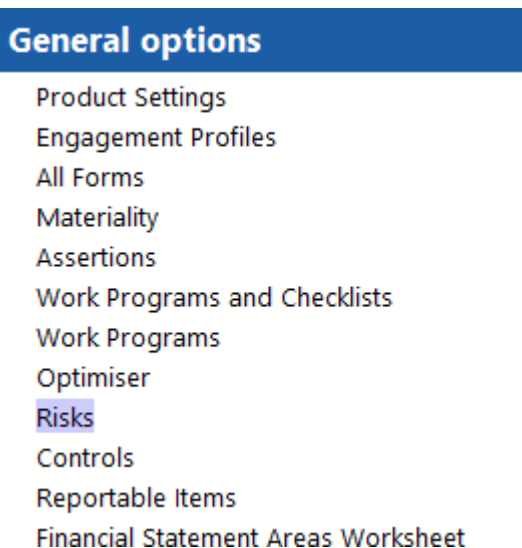 General options
Product Settings
Engagement Profiles
All Forms
Materiality
Assertions
Work Programs and Checklists
Work Programs
Optimiser
Risks
Controls
Reportable Items
Financial Statement Areas Worksheet